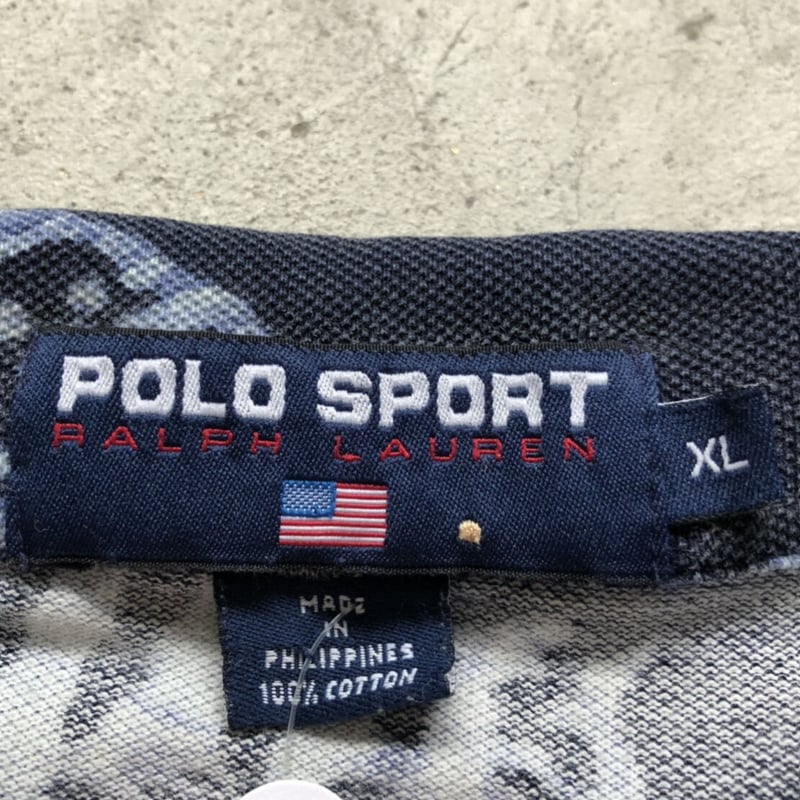 POLO SPORT
RALPH LAUREN
XL
MADE
IN
PHILIPPINES
100% COTTON